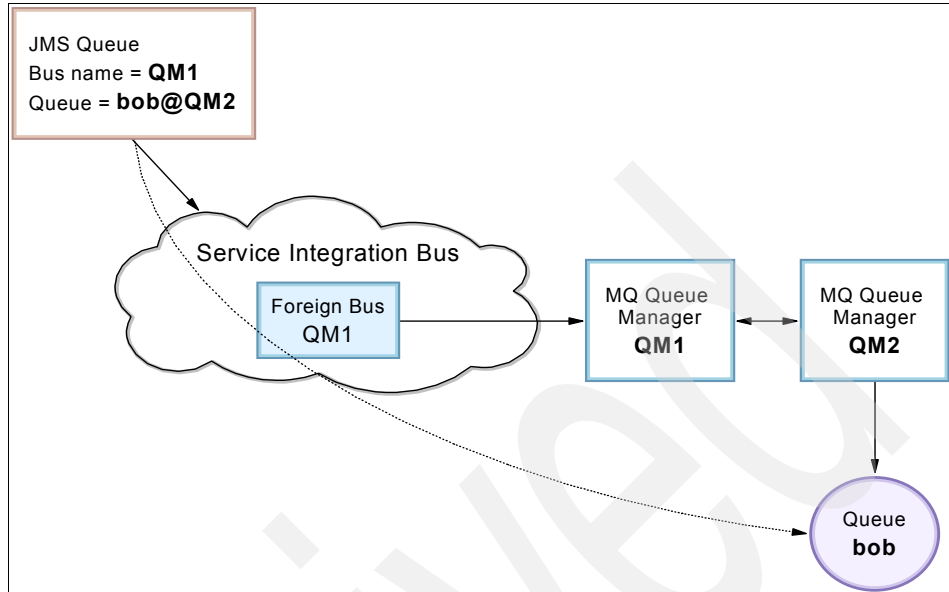 JMS Queue
Bus name = QM1
Queue = bob@QM2
Service Integration Bus
Foreign Bus
QM1
MQ Queue
Manager
QM1
MQ Queue
Manager
QM2
Queue
bob